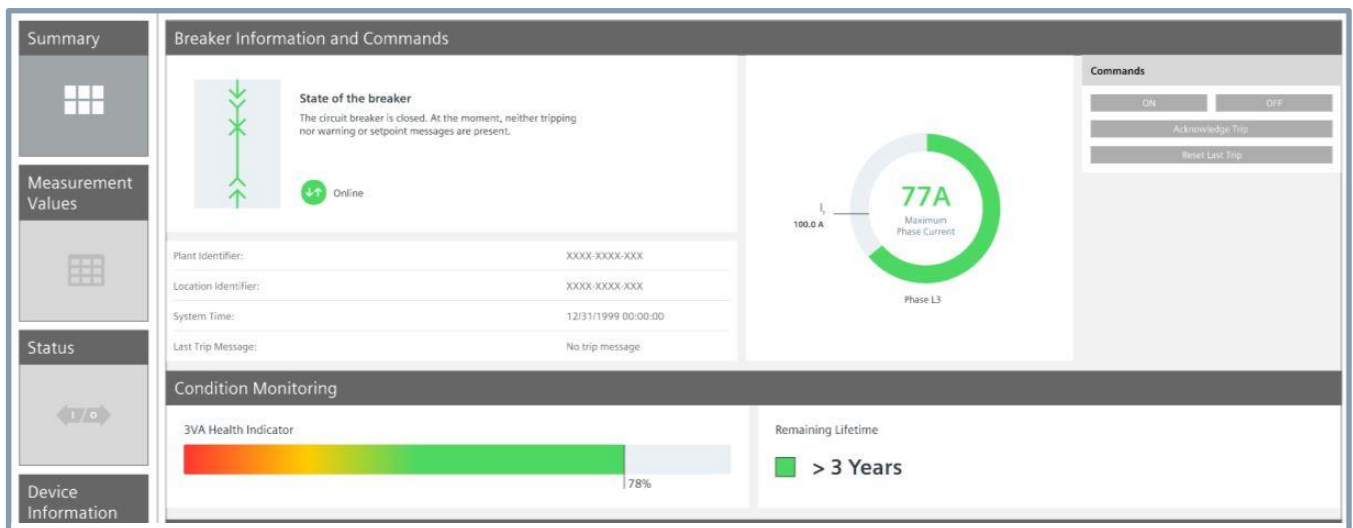 Summary
Measurement
Values
Status
Device
Information
Breaker Information and Commands
State of the breaker
The circuit breaker is closed. At the moment, neither tripping
nor warning or setpoint messages are present.
Online
Plant Identifier: XXXX-XXXX-XXX
Location Identifier: XXXX-XXXX-XXX
System Time: 12/31/1999 00:00:00
Last Trip Message: No trip message
77A
Maximum
Phase Current
Ir
100.0 A
Phase L3
Commands
ON OFF
Acknowledge Trip
Reset Last Trip
Condition Monitoring
3VA Health Indicator
78%
Remaining Lifetime
> 3 Years